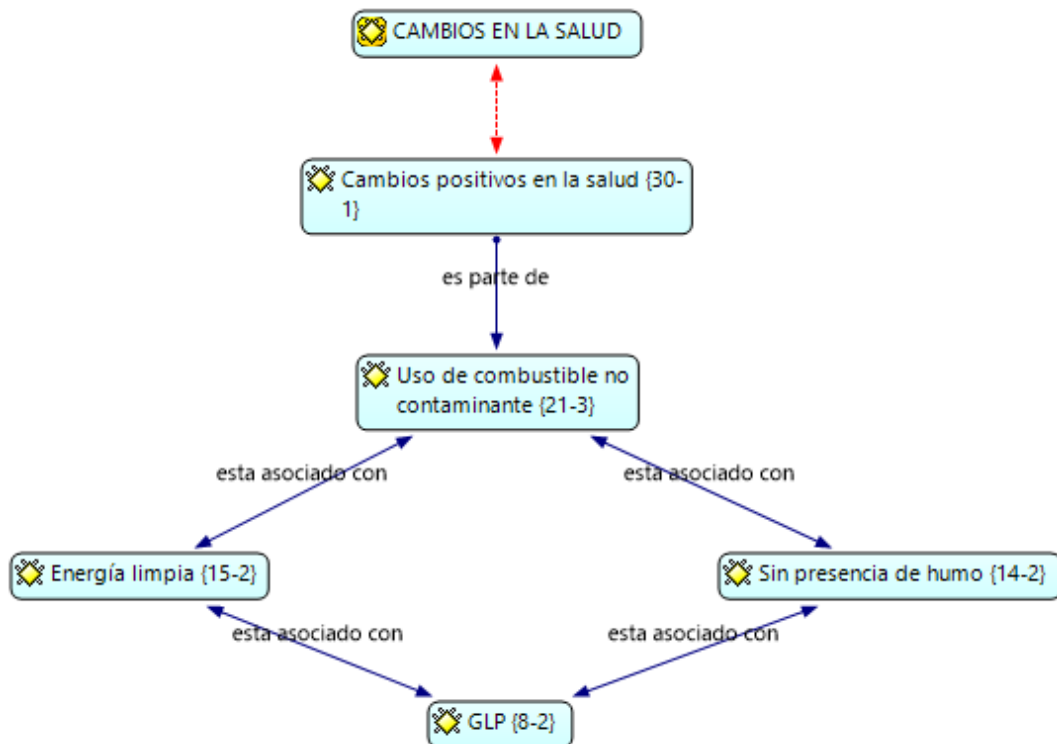 CAMBIOS EN LA SALUD
Cambios positivos en la salud {30-
1}
es parte de
Uso de combustible no
contaminante {21-3}
esta asociado con
esta asociado con
Energía limpia {15-2}
Sin presencia de humo {14-2}
esta asociado con
esta asociado con
GLP {8-2}